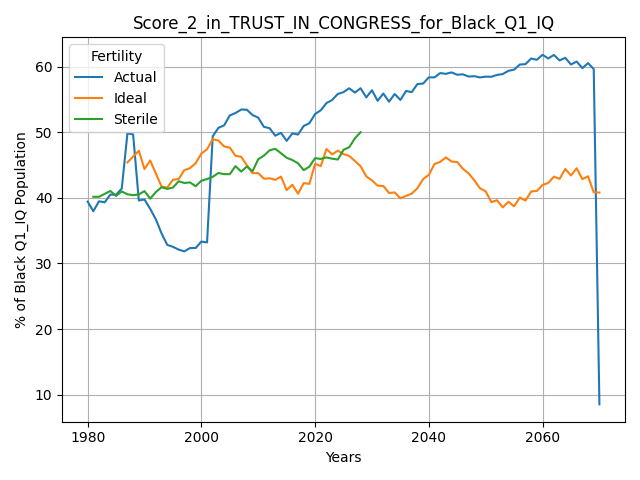 Score_2_in_TRUST_IN_CONGRESS_for_Black_Q1_IQ
Fertility
Actual
Ideal
Sterile
% of Black Q1_IQ Population
60
50
40
30
20
10
1980
2000
2020
2040
2060
Years